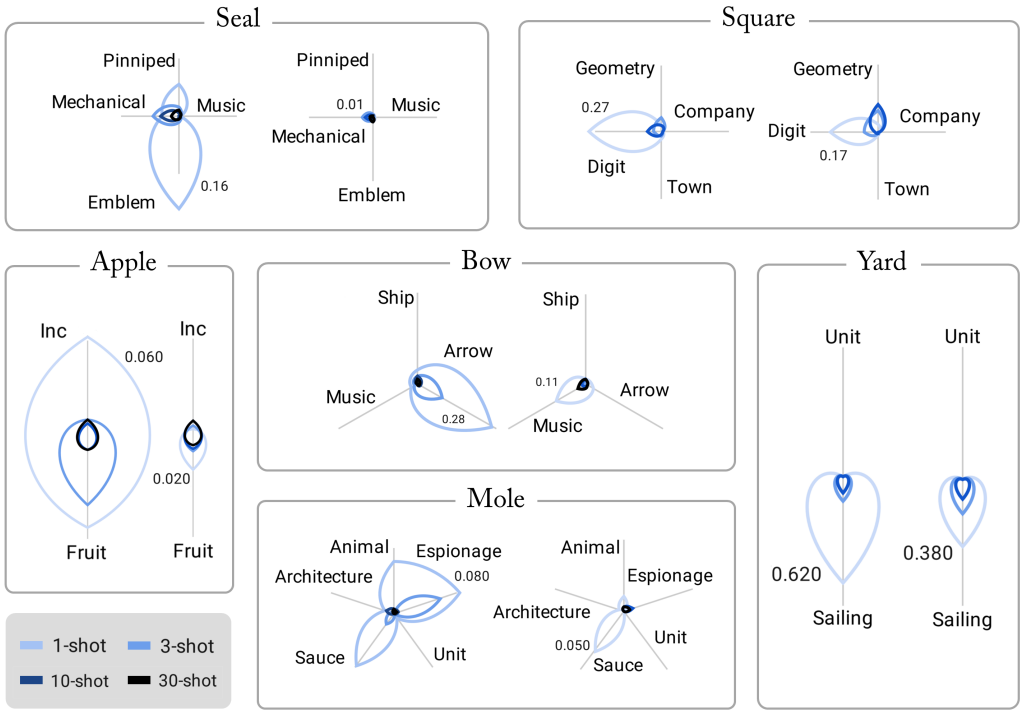 Seal
Pinniped
Mechanical
Music
0.16
Emblem
Pinniped
0.01
Music
Mechanical
Emblem
Square
Geometry
0.27
Company
Digit
Town
Geometry
Digit
Company
0.17
Town
Apple
Inc
0.060
Fruit
Inc
0.020
Fruit
Bow
Ship
Arrow
Music
0.28
Ship
0.11
Arrow
Music
Mole
Animal
Espionage
Architecture
0.080
Sauce
Unit
Animal
Espionage
Architecture
Unit
0.050
Sauce
Yard
Unit
0.620
Sailing
Unit
0.380
Sailing
1-shot
3-shot
10-shot
30-shot